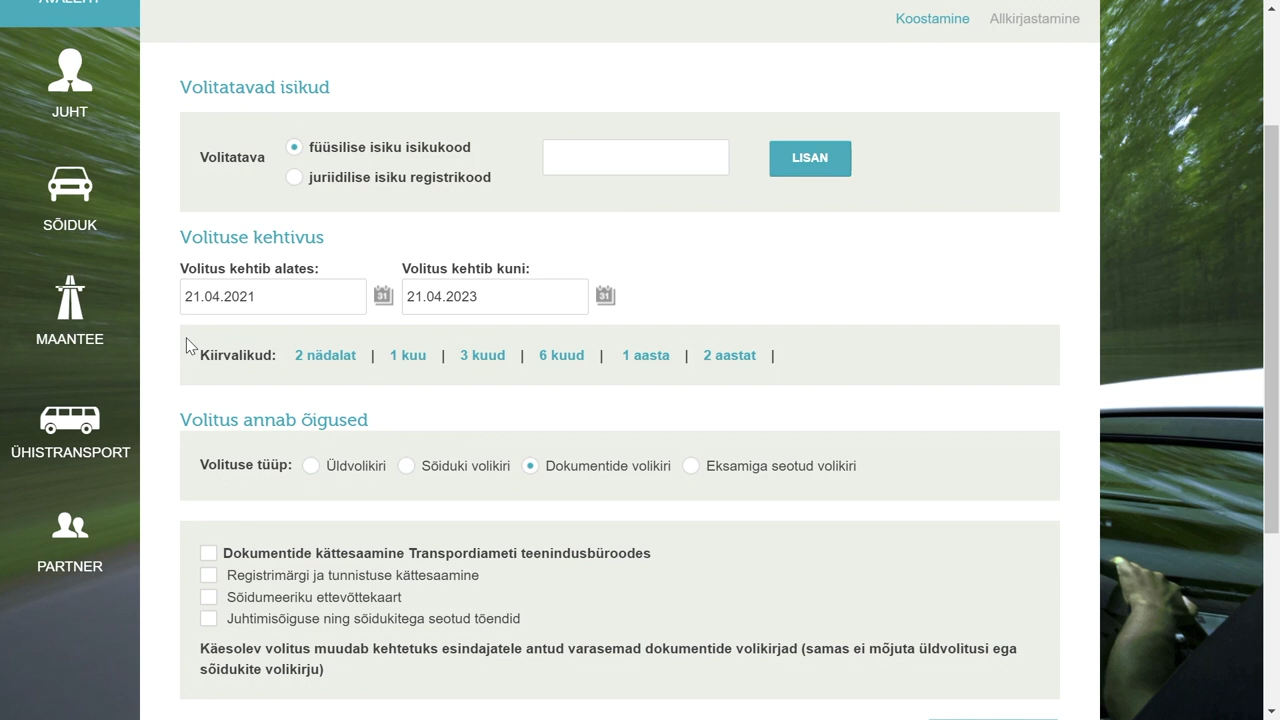 Koostamine Allkirjastamine
JUHT
SÕIDUK
MAANTEE
ÜHISTRANSPORT
PARTNER
Volitatavad isikud
Volitatava
füüsilise isiku isikukood
juriidilise isiku registrikood
LISAN
Volituse kehtivus
Volitus kehtib alates: Volitus kehtib kuni:
21.04.2021 31 21.04.2023 31
Kiirvalikud: 2 nädalat | 1 kuu | 3 kuud | 6 kuud | 1 aasta | 2 aastat |
Volitus annab õigused
Volituse tüüp: Üldvolikiri Sõiduki volikiri Dokumentide volikiri Eksamiga seotud volikiri
Dokumentide kättesaamine Transpordiameti teenindusbüroodes
Registrimärgi ja tunnistuse kättesaamine
Sõidumeeriku ettevõttekaart
Juhtimisõiguse ning sõidukitega seotud tõendid
Käesolev volitus muudab kehtetuks esindajatele antud varasemad dokumentide volikirjad (samas ei mõjuta üldvolitusi ega
sõidukite volikirju)